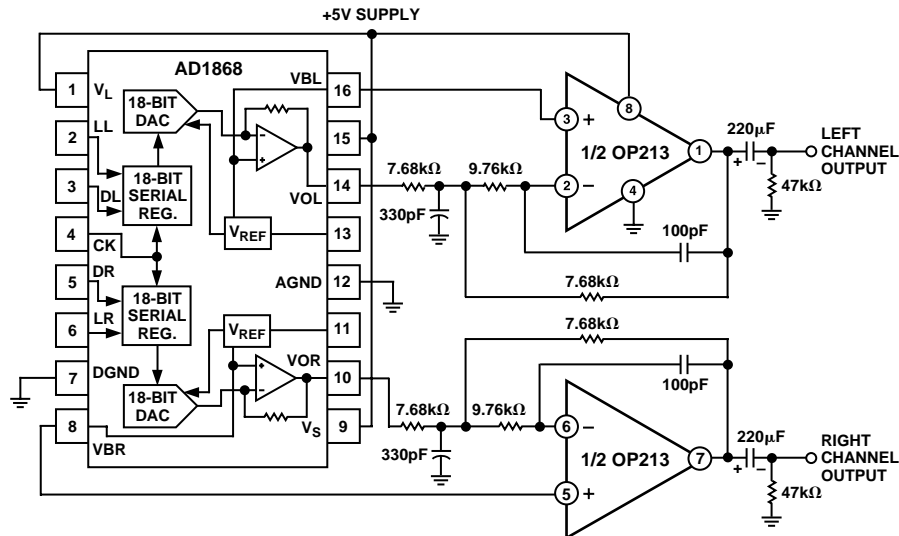 +5V SUPPLY
AD1868
1
VL
VBL
16
18-BIT
DAC
2
LL
15
3
DL
18-BIT
SERIAL
REG.
VOL
14
4
CK
VREF
13
5
DR
AGND
12
18-BIT
SERIAL
REG.
6
LR
VREF
11
7
DGND
VOR
10
18-BIT
DAC
8
VBR
VS
9
+
−
+
−
7.68kΩ
330pF
9.76kΩ
3
+
8
1/2 OP213
1
2
−
4
100pF
7.68kΩ
220μF
+
−
47kΩ
LEFT
CHANNEL
OUTPUT
7.68kΩ
100pF
7.68kΩ
9.76kΩ
330pF
6
−
1/2 OP213
7
5
+
220μF
+
−
47kΩ
RIGHT
CHANNEL
OUTPUT